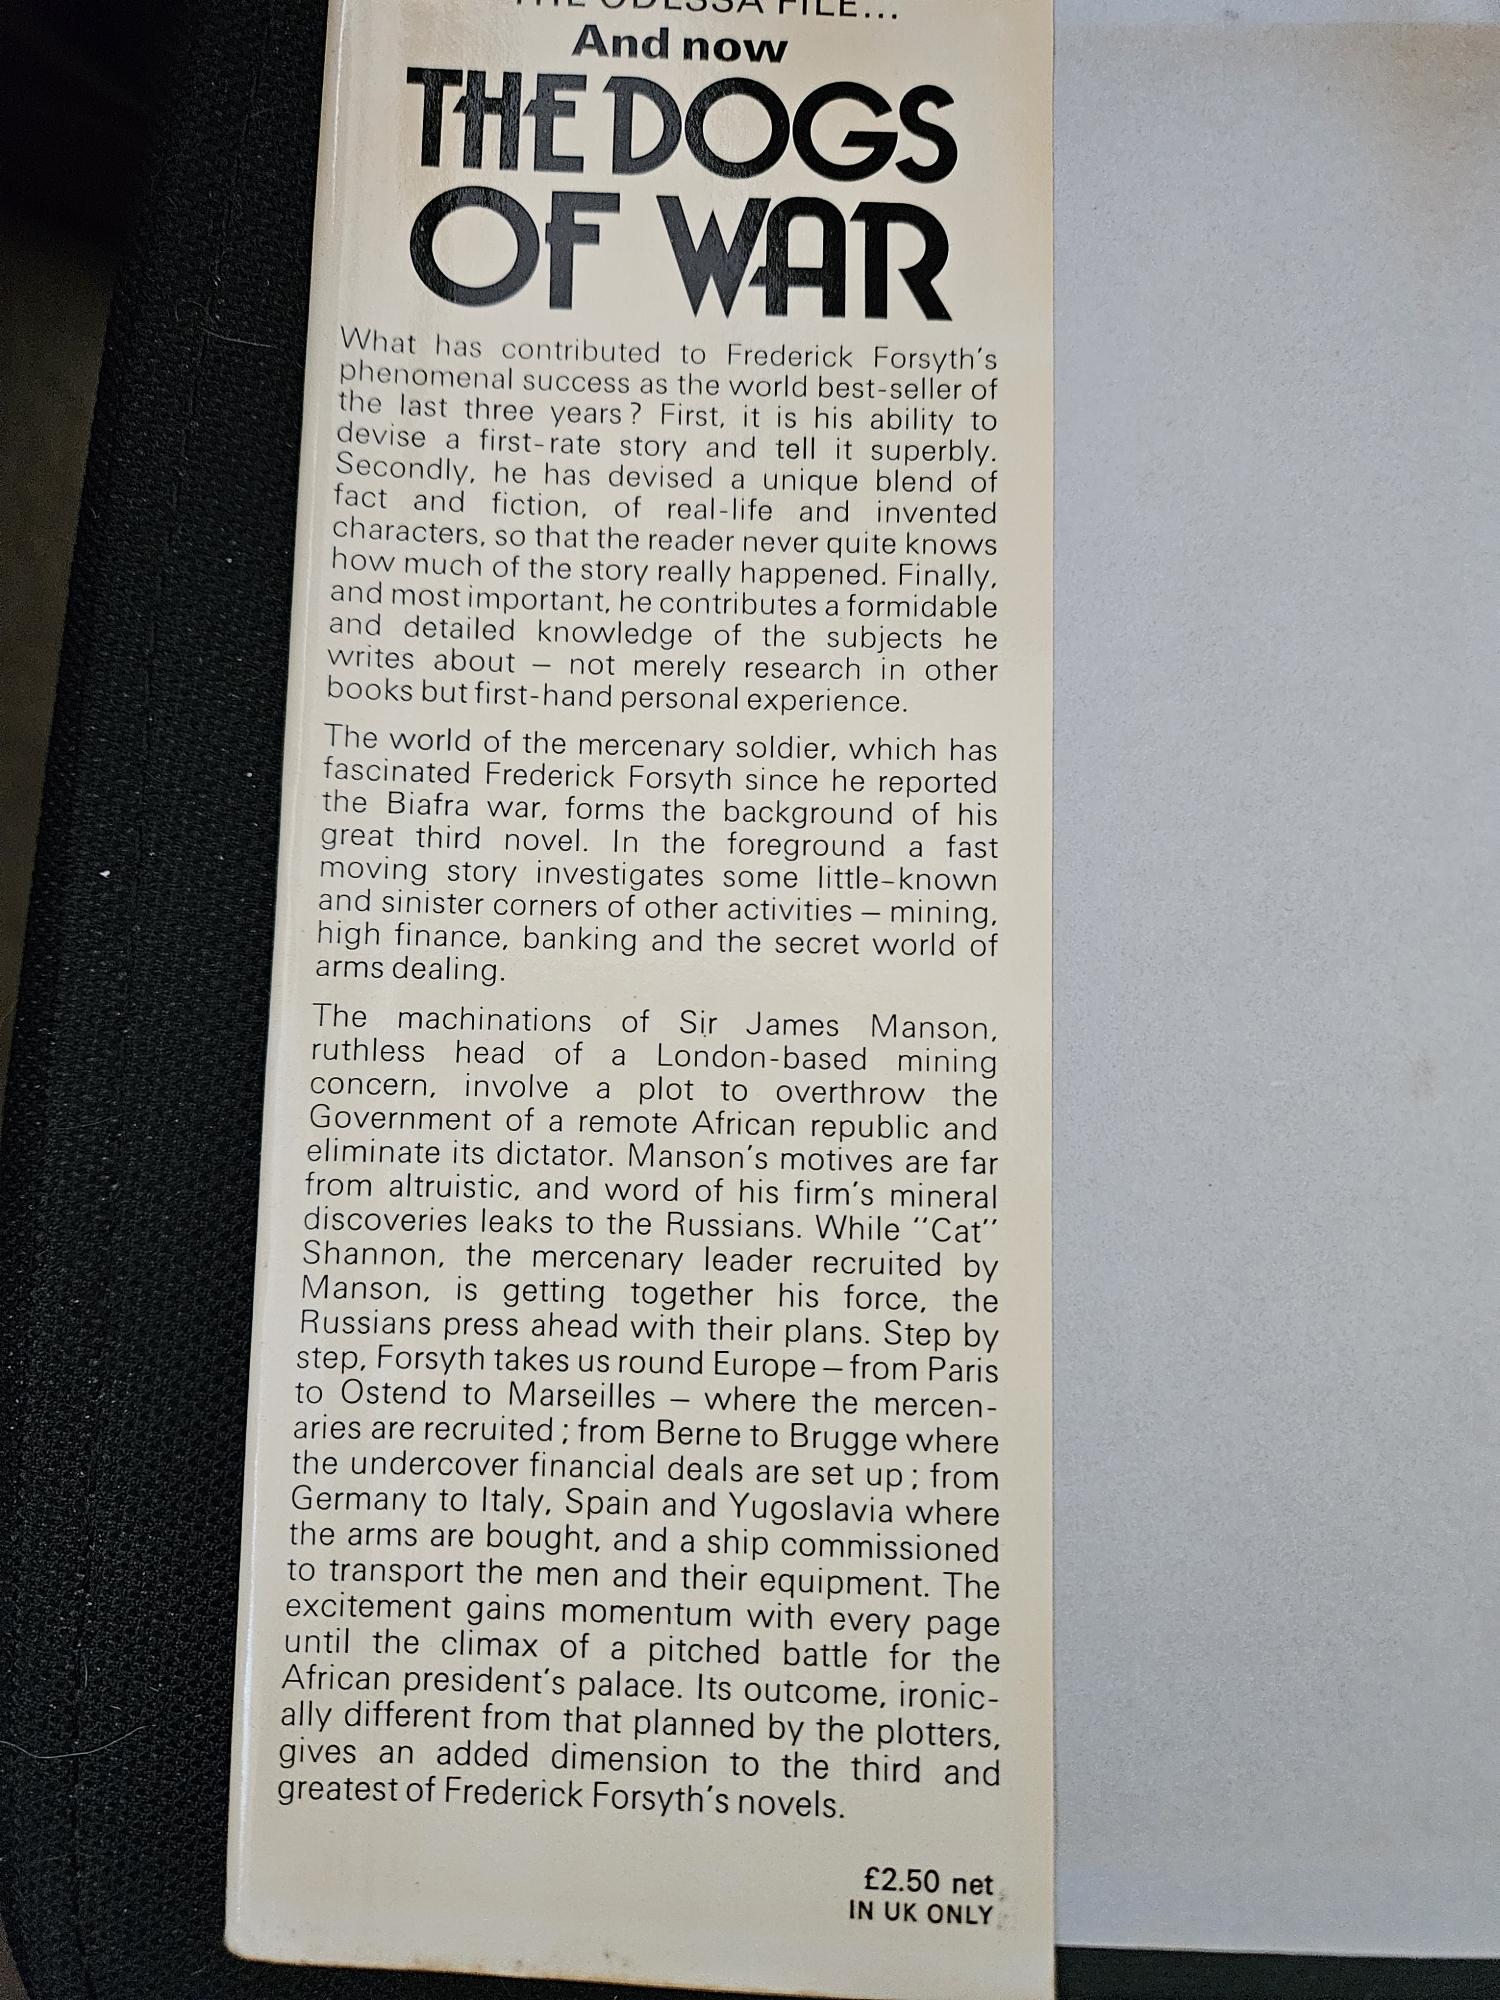 THE ODESSA FILE...
And now
THE DOGS
OF WAR
What has contributed to Frederick Forsyth's
phenomenal success as the world best-seller of
the last three years? First, it is his ability to
devise a first-rate story and tell it superbly.
Secondly, he has devised a unique blend of
fact and fiction, of real-life and invented
characters, so that the reader never quite knows
how much of the story really happened. Finally,
and most important, he contributes a formidable
and detailed knowledge of the subjects he
writes about – not merely research in other
books but first-hand personal experience.
The world of the mercenary soldier, which has
fascinated Frederick Forsyth since he reported
the Biafra war, forms the background of his
great third novel. In the foreground a fast
moving story investigates some little-known
and sinister corners of other activities – mining,
high finance, banking and the secret world of
arms dealing.
The machinations of Sir James Manson,
ruthless head of a London-based mining
concern, involve a plot to overthrow the
Government of a remote African republic and
eliminate its dictator. Manson's motives are far
from altruistic, and word of his firm's mineral
discoveries leaks to the Russians. While "Cat"
Shannon, the mercenary leader recruited by
Manson, is getting together his force, the
Russians press ahead with their plans. Step by
step, Forsyth takes us round Europe – from Paris
to Ostend to Marseilles – where the mercen-
aries are recruited; from Berne to Brugge where
the undercover financial deals are set up; from
Germany to Italy, Spain and Yugoslavia where
the arms are bought, and a ship commissioned
to transport the men and their equipment. The
excitement gains momentum with every page
until the climax of a pitched battle for the
African president's palace. Its outcome, ironic-
ally different from that planned by the plotters,
gives an added dimension to the third and
greatest of Frederick Forsyth's novels.
£2.50 net
IN UK ONLY